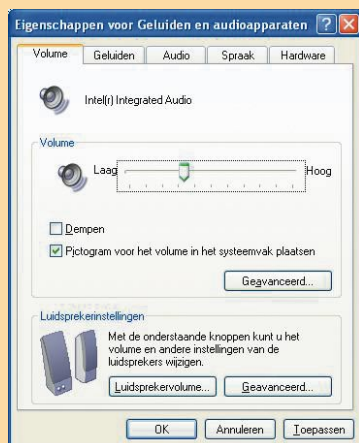 Eigenschappen voor Geluiden en audioapparaten
Volume Geluiden Audio Spraak Hardware
Intel(r) Integrated Audio
Volume
Laag Hoog
Dempen
Pictogram voor het volume in het systeemvak plaatsen
Geavanceerd...
Luidsprekerinstellingen
Met de onderstaande knoppen kunt u het
volume en andere instellingen van de
luidsprekers wijzigen.
Luidsprekervolume... Geavanceerd...
OK Annuleren Toepassen